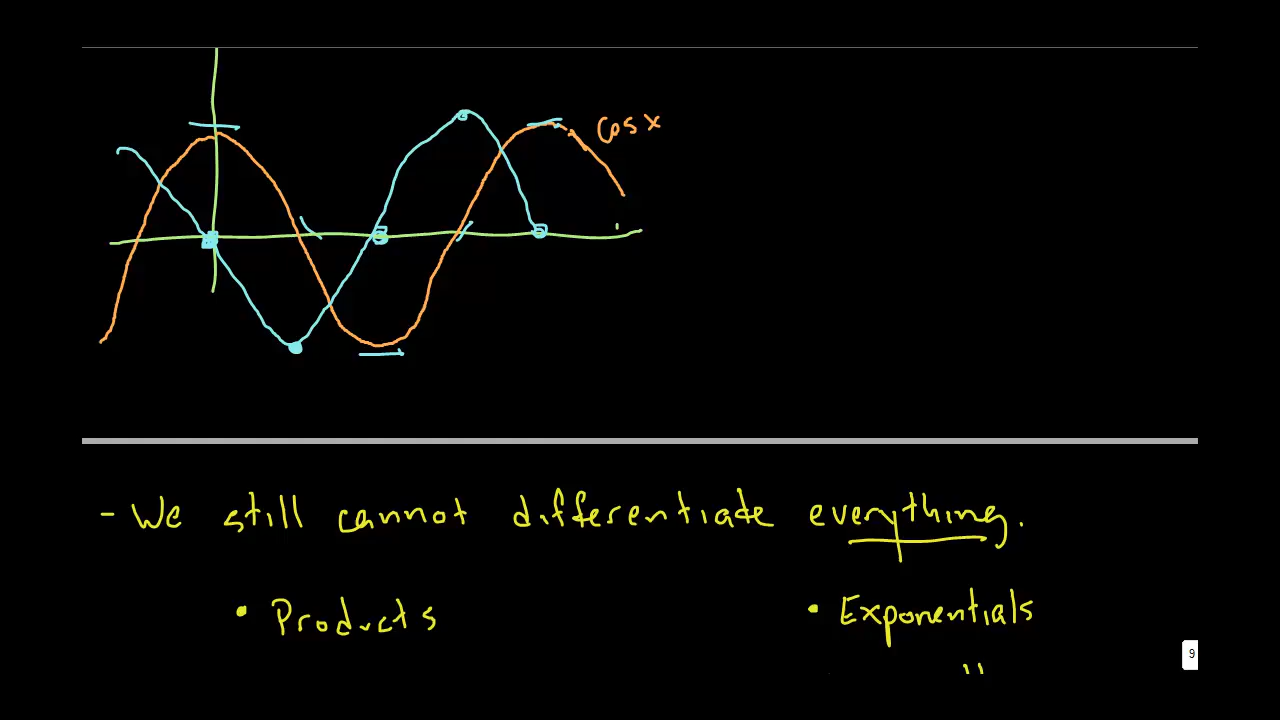 cos x
- We still cannot differentiate everything.
• Products • Exponentials
9